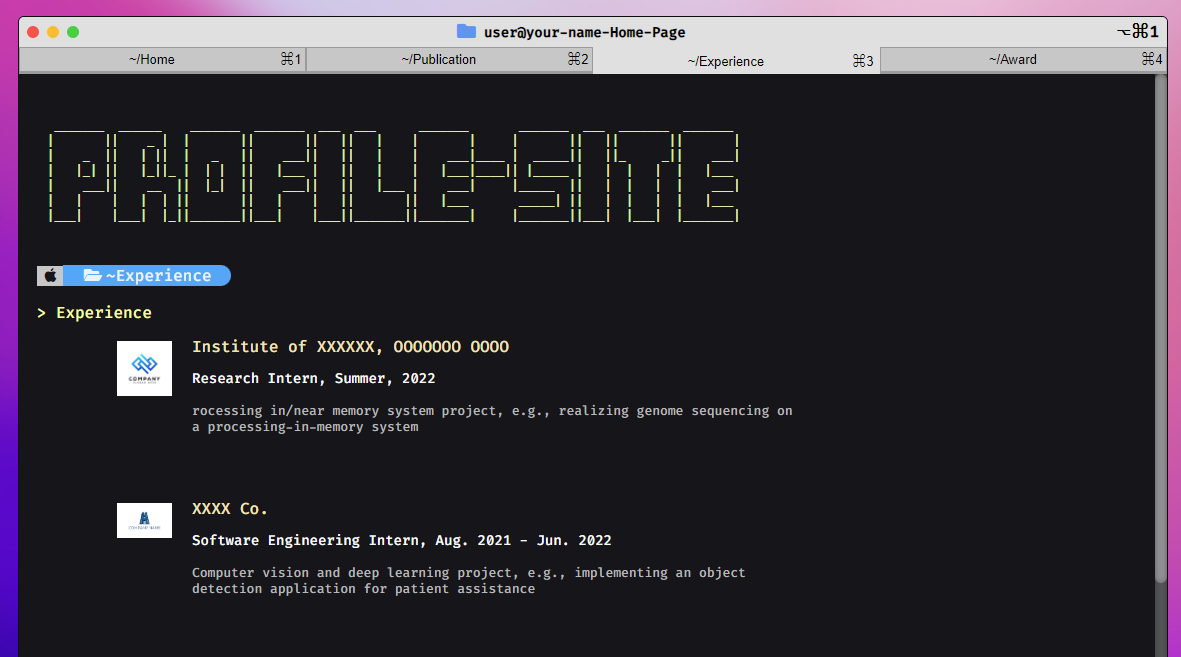 user@your-name-Home-Page
⌥⌘1
~/Home ⌘1
~/Publication ⌘2
~/Experience ⌘3
~/Award ⌘4
PROFILE-SITE
~Experience
> Experience
COMPANY
Institute of XXXXXX, OOOOOOO OOOO
Research Intern, Summer, 2022
rocessing in/near memory system project, e.g., realizing genome sequencing on
a processing-in-memory system
XXXX Co.
Software Engineering Intern, Aug. 2021 - Jun. 2022
Computer vision and deep learning project, e.g., implementing an object
detection application for patient assistance